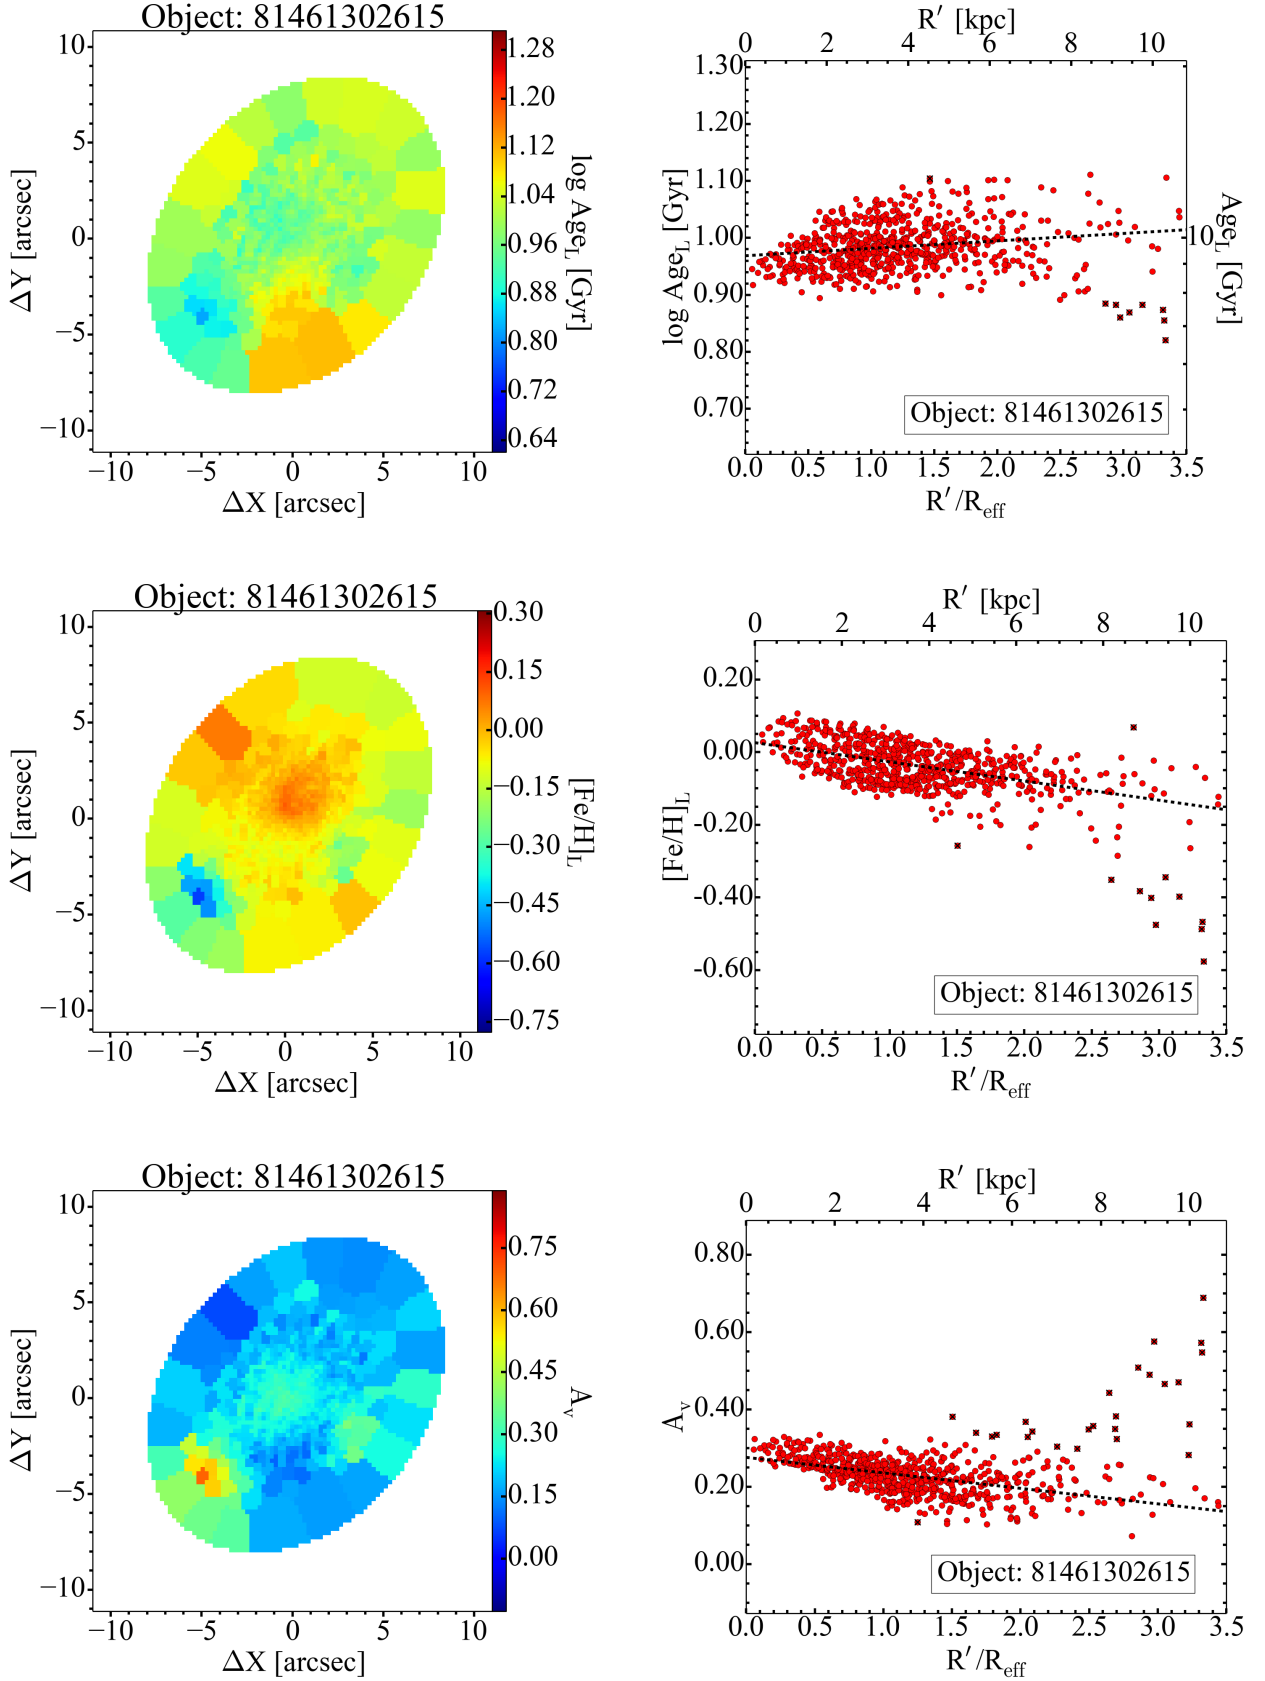 Object: 81461302615
10
5
0
−5
−10
ΔY [arcsec]
−10 −5 0 5 10
ΔX [arcsec]
1.28
1.20
1.12
1.04
0.96
0.88
0.80
0.72
0.64
log Age_L [Gyr]
R′ [kpc]
0 2 4 6 8 10
1.30
1.20
1.10
1.00
0.90
0.80
0.70
log Age_L [Gyr]
10
Age_L [Gyr]
Object: 81461302615
0.0 0.5 1.0 1.5 2.0 2.5 3.0 3.5
R′/R_eff
Object: 81461302615
10
5
0
−5
−10
ΔY [arcsec]
−10 −5 0 5 10
ΔX [arcsec]
0.30
0.15
0.00
−0.15
−0.30
−0.45
−0.60
−0.75
[Fe/H]_L
R′ [kpc]
0 2 4 6 8 10
0.20
0.00
-0.20
-0.40
-0.60
[Fe/H]_L
Object: 81461302615
0.0 0.5 1.0 1.5 2.0 2.5 3.0 3.5
R′/R_eff
Object: 81461302615
10
5
0
−5
−10
ΔY [arcsec]
−10 −5 0 5 10
ΔX [arcsec]
0.75
0.60
0.45
0.30
0.15
0.00
A_v
R′ [kpc]
0 2 4 6 8 10
0.80
0.60
0.40
0.20
0.00
A_v
Object: 81461302615
0.0 0.5 1.0 1.5 2.0 2.5 3.0 3.5
R′/R_eff